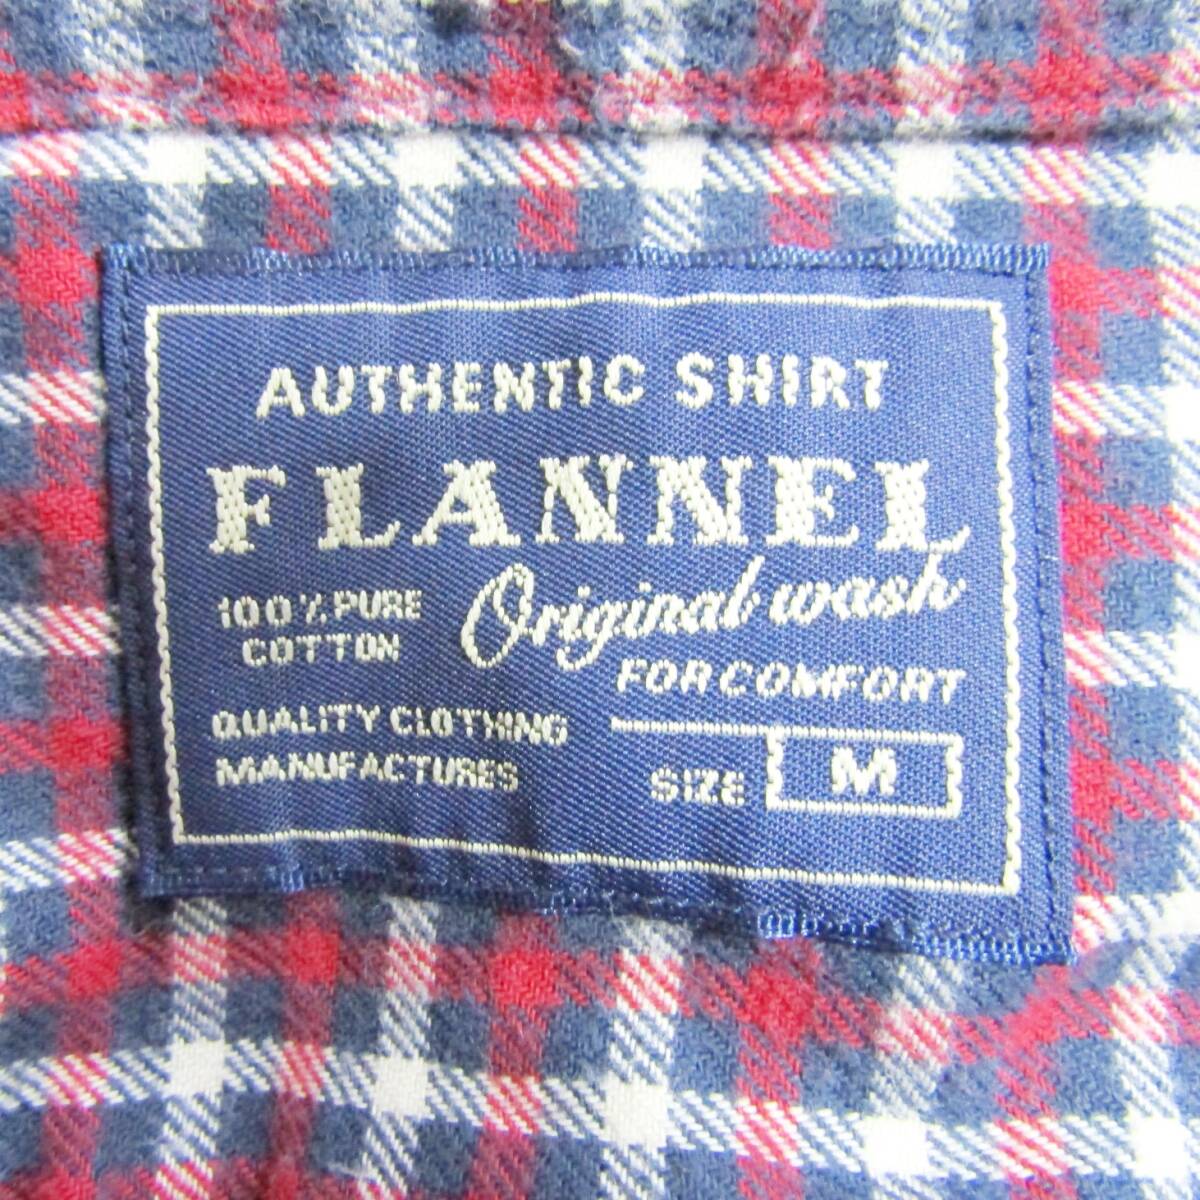 AUTHENTIC SHIRT
FLANNEL
100% PURE
COTTON
Original wash
FOR COMFORT
QUALITY CLOTHING
MANUFACTURES
SIZE M